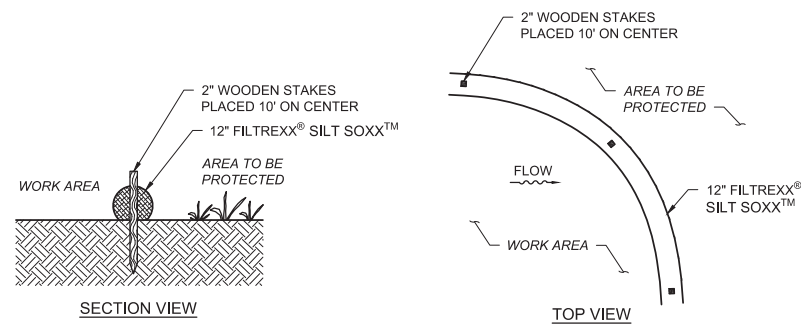 2" WOODEN STAKES
PLACED 10' ON CENTER
12" FILTREXX® SILT SOXX™
WORK AREA
AREA TO BE
PROTECTED
SECTION VIEW
2" WOODEN STAKES
PLACED 10' ON CENTER
AREA TO BE
PROTECTED
FLOW
12" FILTREXX®
SILT SOXX™
WORK AREA
TOP VIEW